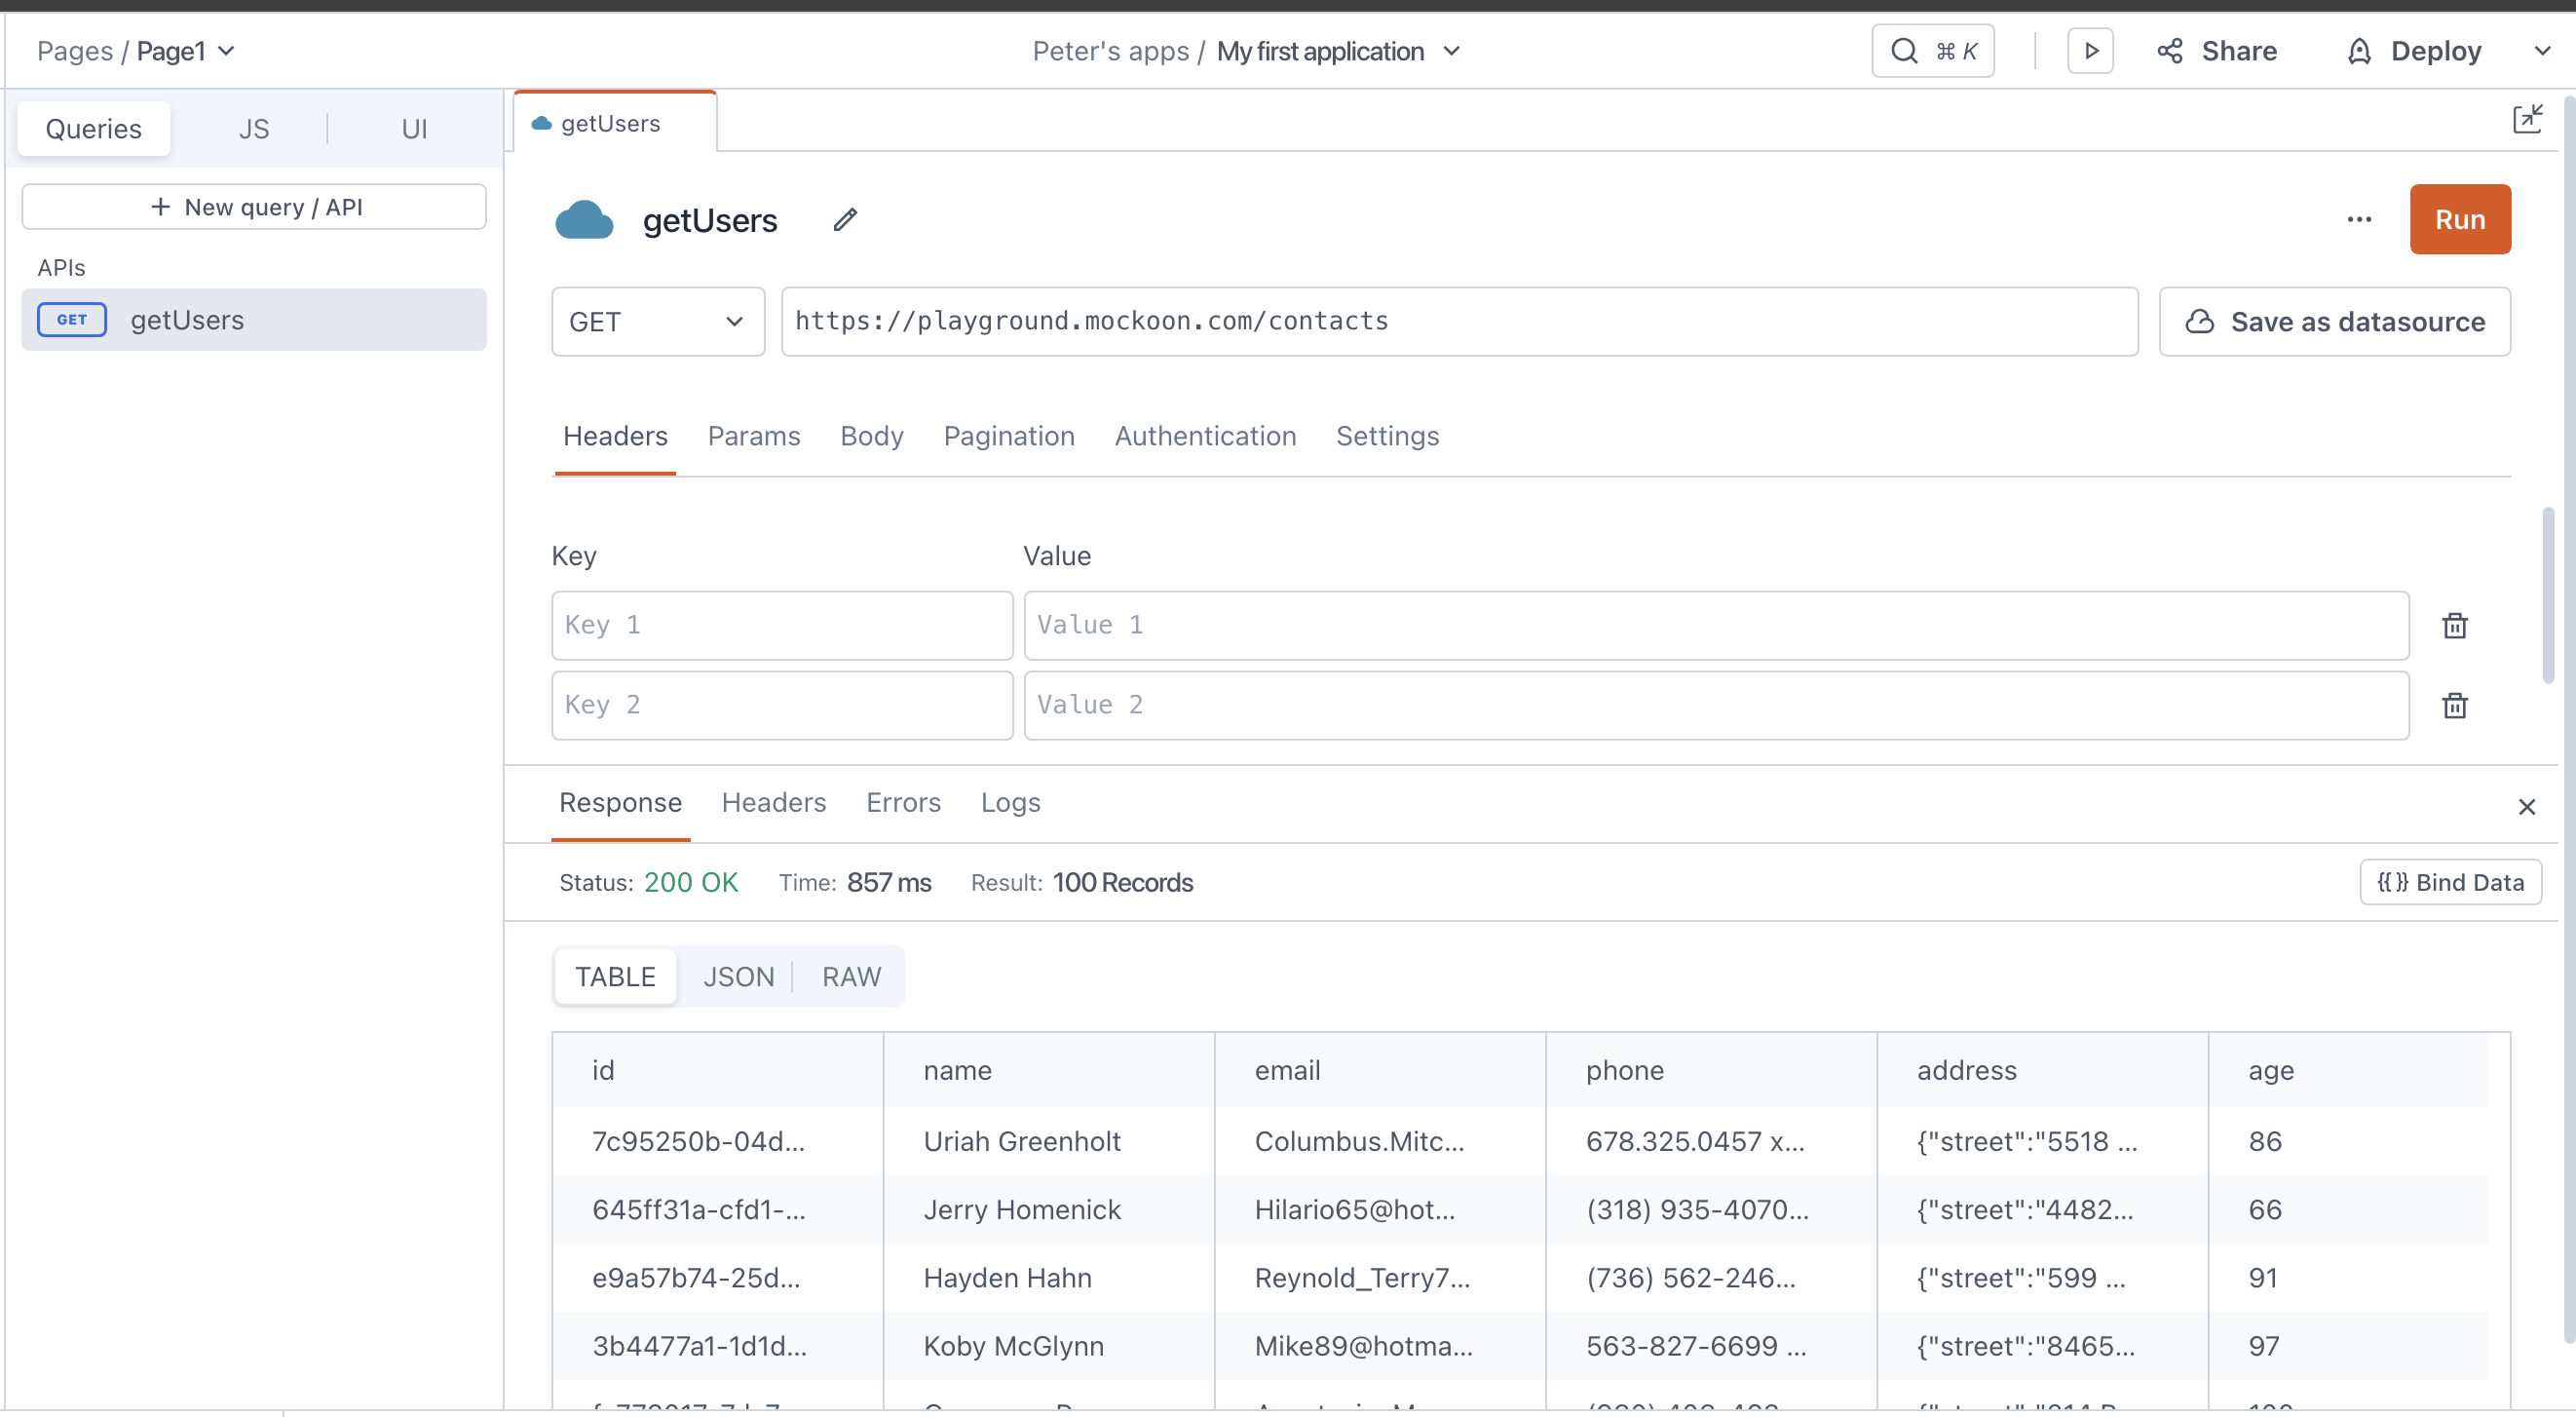 Pages / Page1
Peter's apps / My first application
⌘ K
Share
Deploy
Queries
JS
UI
getUsers
+ New query / API
APIs
GET getUsers
getUsers
Run
GET
https://playground.mockoon.com/contacts
Save as datasource
Headers Params Body Pagination Authentication Settings
Key Value
Key 1 Value 1
Key 2 Value 2
Response Headers Errors Logs
Status: 200 OK Time: 857 ms Result: 100 Records
{{ }} Bind Data
TABLE JSON RAW
id name email phone address age
7c95250b-04d... Uriah Greenholt Columbus.Mitc... 678.325.0457 x... {"street":"5518 ... 86
645ff31a-cfd1-... Jerry Homenick Hilario65@hot... (318) 935-4070... {"street":"4482... 66
e9a57b74-25d... Hayden Hahn Reynold_Terry7... (736) 562-246... {"street":"599 ... 91
3b4477a1-1d1d... Koby McGlynn Mike89@hotma... 563-827-6699 ... {"street":"8465... 97